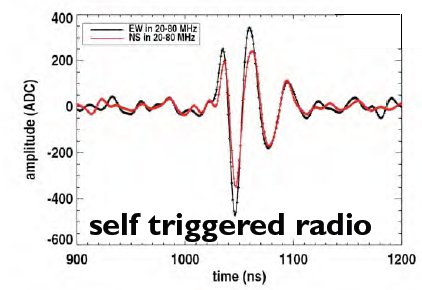 400
EW in 20-80 MHz
NS in 20-80 MHz
200
0
-200
-400
-600
amplitude (ADC)
self triggered radio
900 1000 1100 1200
time (ns)